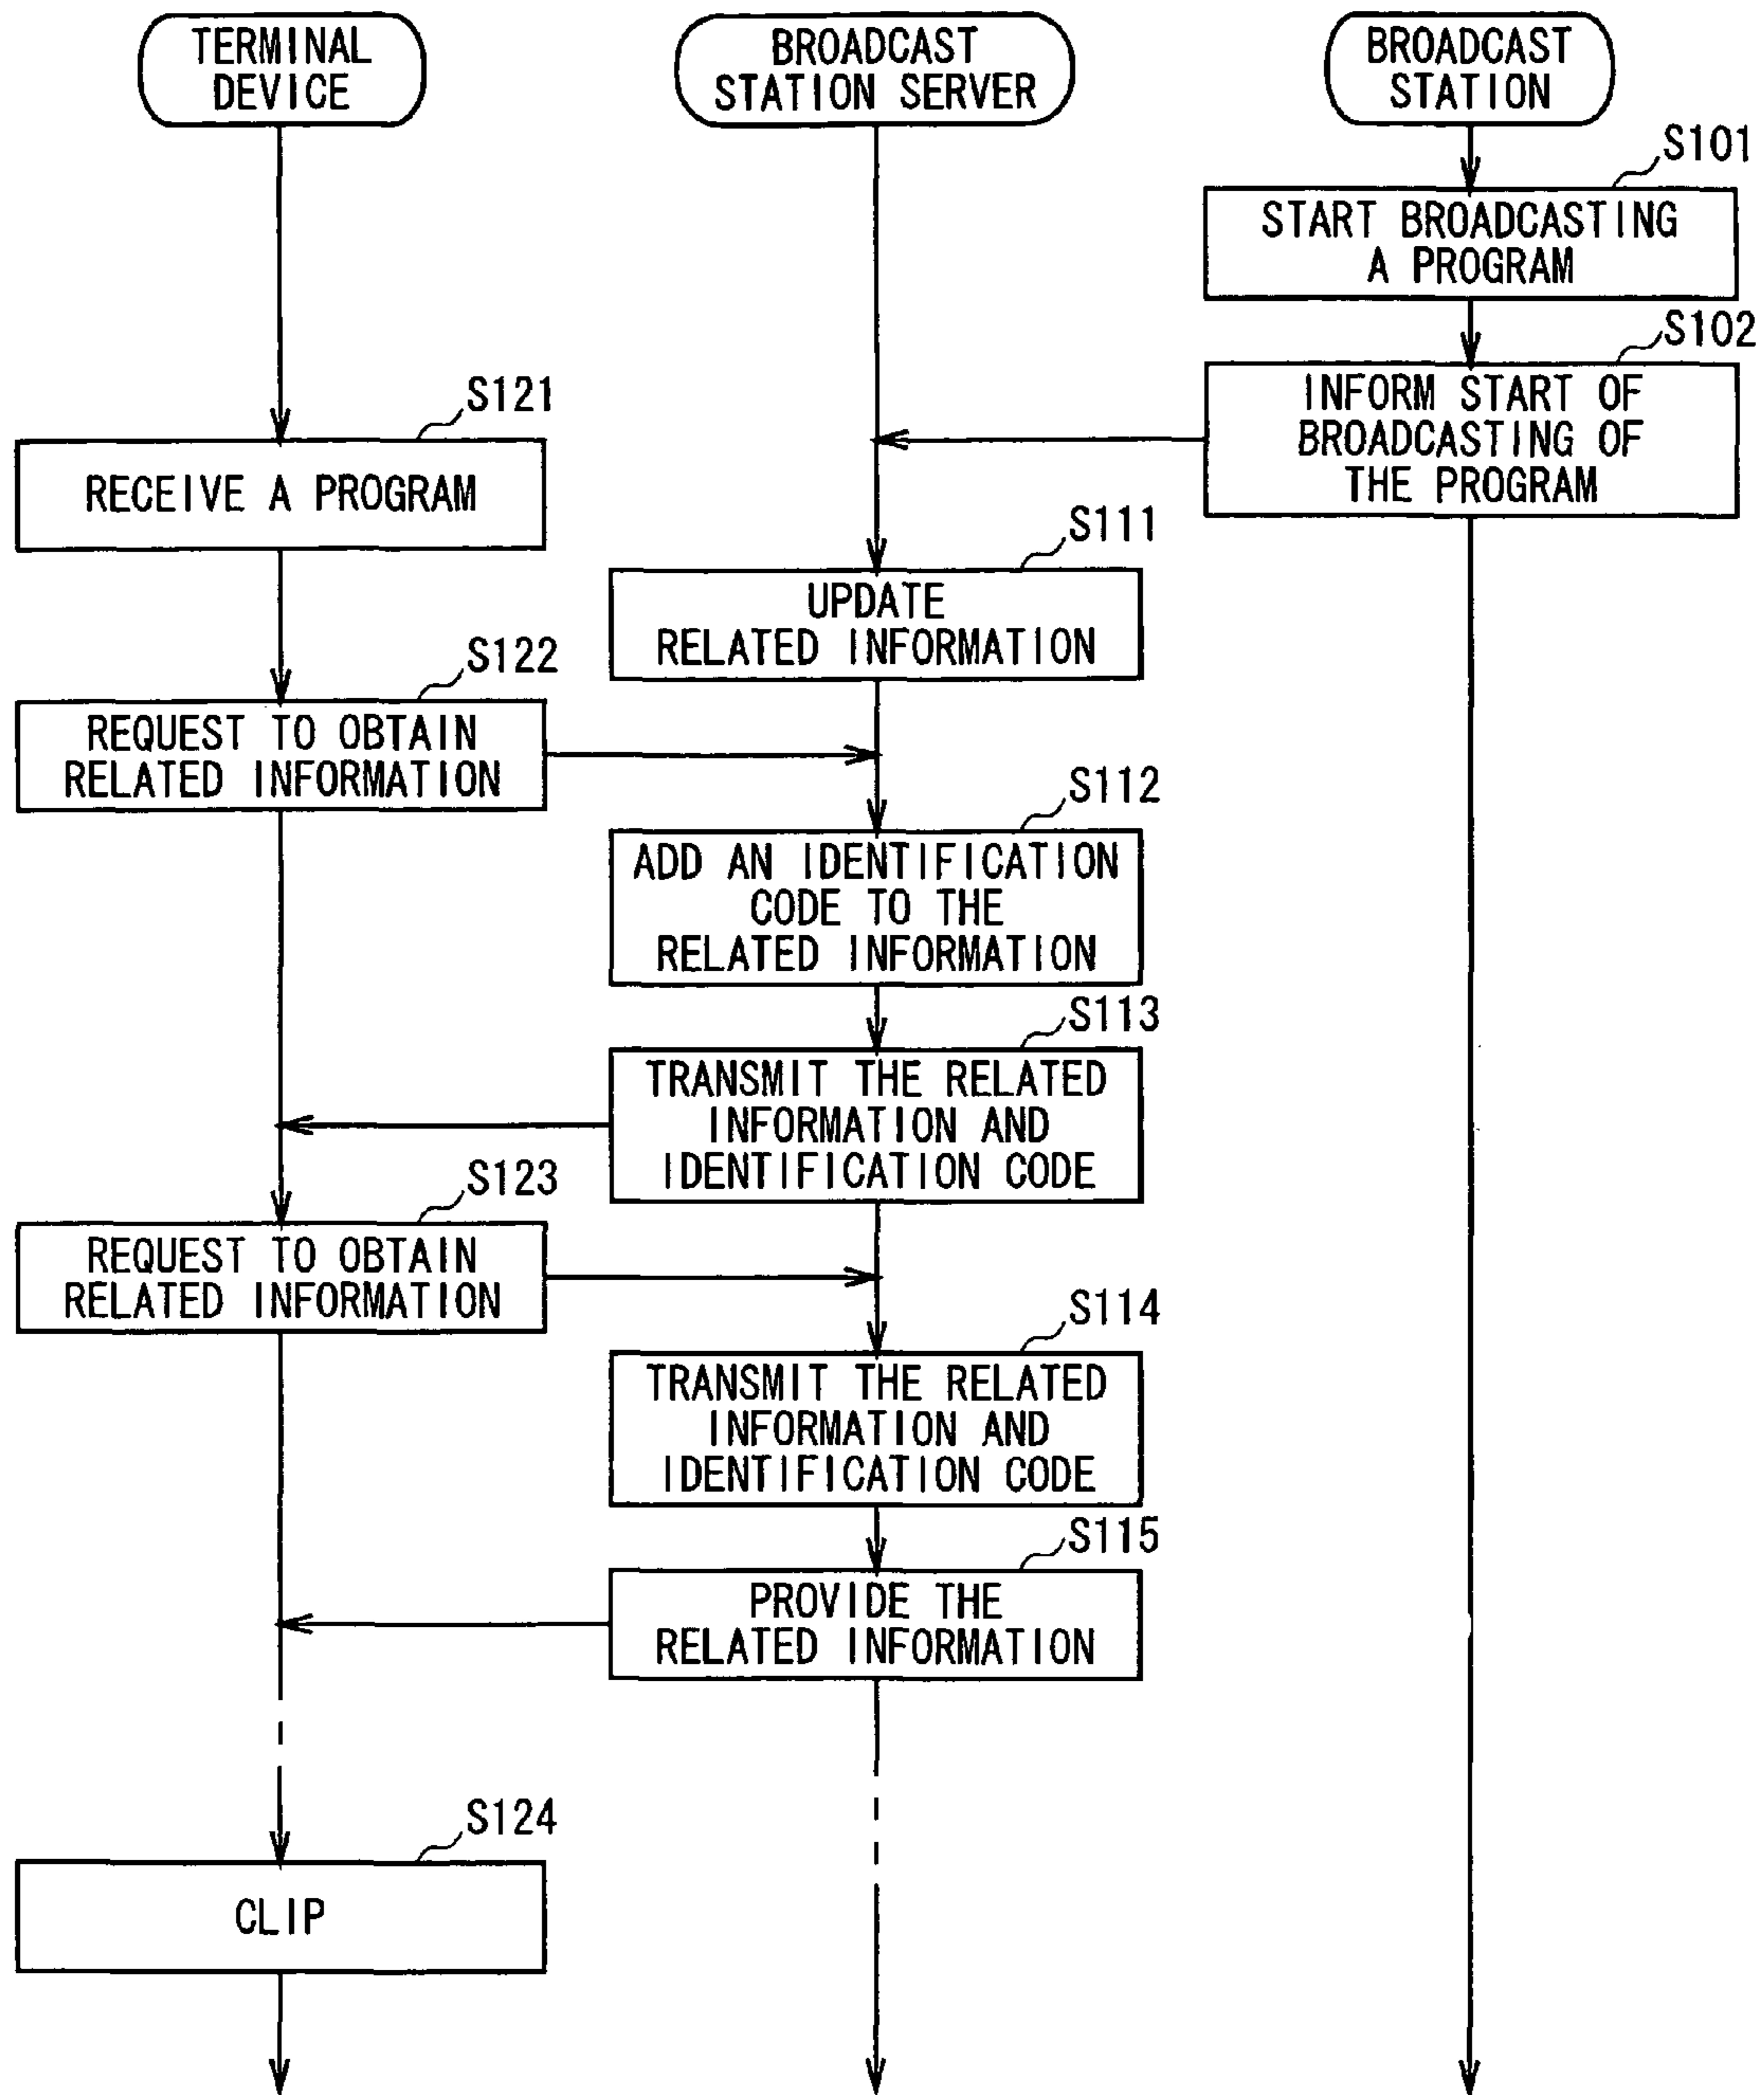 TERMINAL
DEVICE
BROADCAST
STATION SERVER
BROADCAST
STATION
S101
START BROADCASTING
A PROGRAM
S102
INFORM START OF
BROADCASTING OF
THE PROGRAM
S121
RECEIVE A PROGRAM
S111
UPDATE
RELATED INFORMATION
S122
REQUEST TO OBTAIN
RELATED INFORMATION
S112
ADD AN IDENTIFICATION
CODE TO THE
RELATED INFORMATION
S113
TRANSMIT THE RELATED
INFORMATION AND
IDENTIFICATION CODE
S123
REQUEST TO OBTAIN
RELATED INFORMATION
S114
TRANSMIT THE RELATED
INFORMATION AND
IDENTIFICATION CODE
S115
PROVIDE THE
RELATED INFORMATION
S124
CLIP